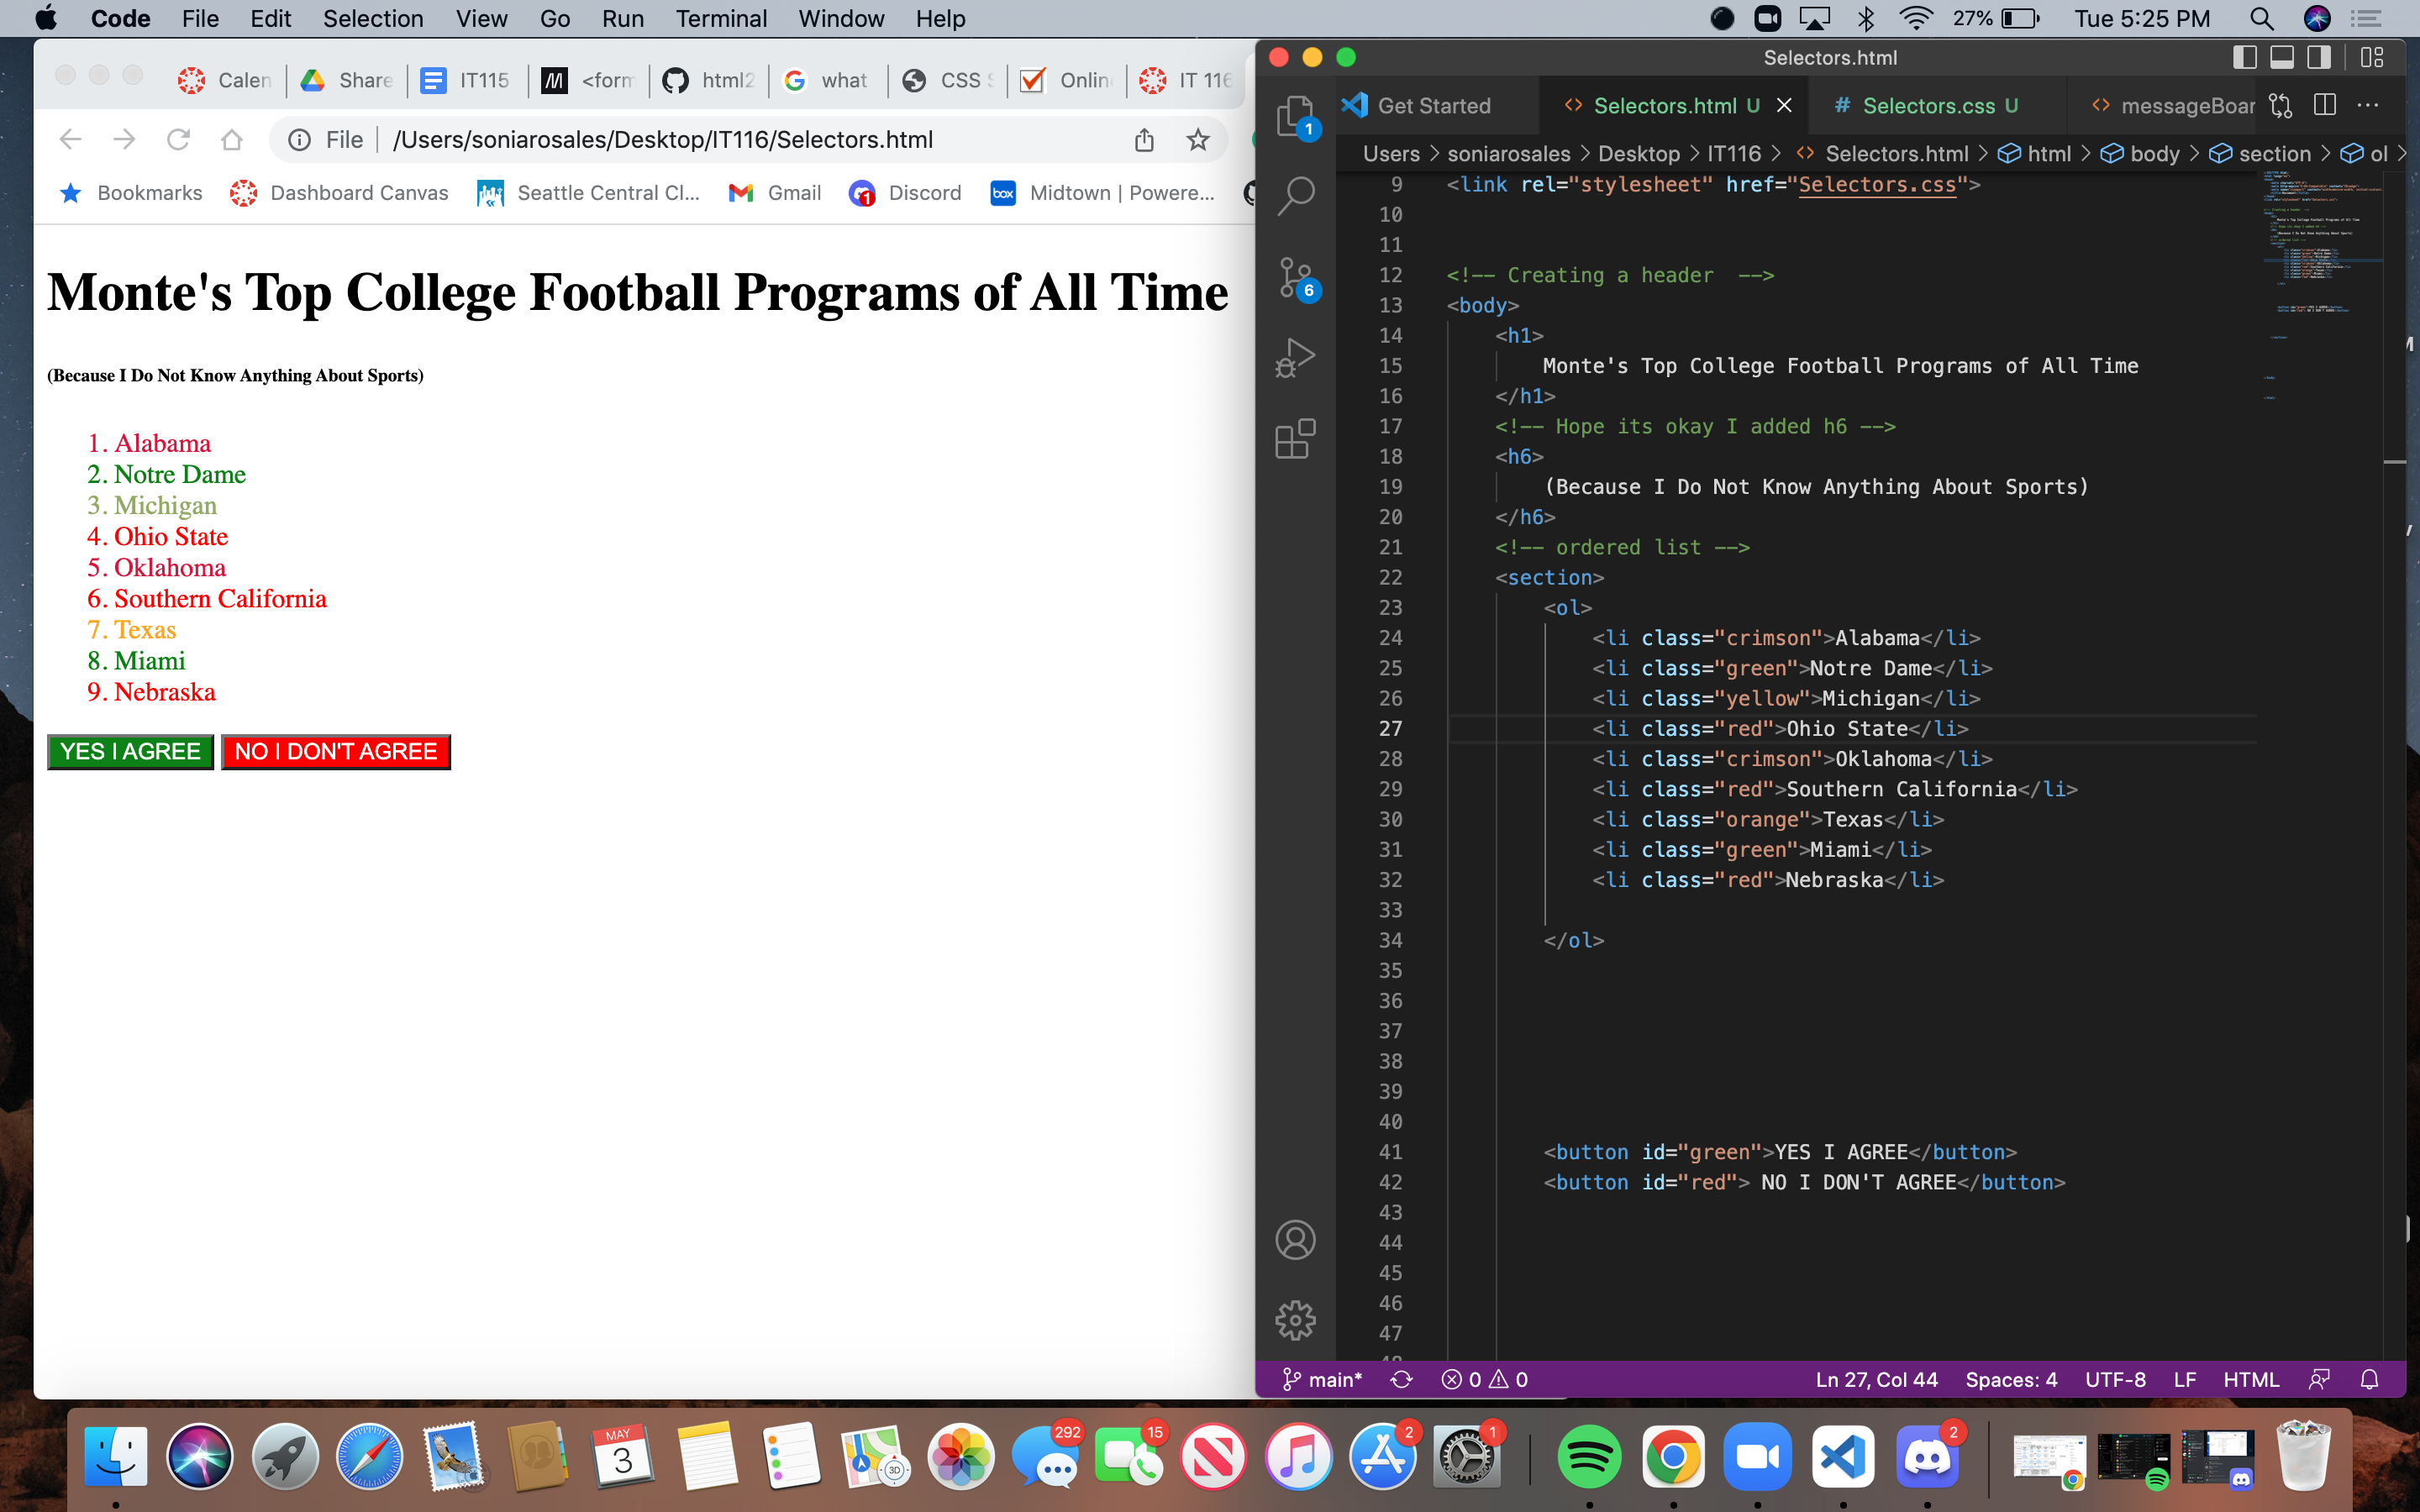 Code File Edit Selection View Go Run Terminal Window Help 27% Tue 5:25 PM
Calen Share IT115 <form html2 what CSS S Onlin IT 116
File /Users/soniarosales/Desktop/IT116/Selectors.html
Bookmarks Dashboard Canvas Seattle Central Cl... Gmail Discord box Midtown | Powere...
Monte's Top College Football Programs of All Time
(Because I Do Not Know Anything About Sports)
1. Alabama
2. Notre Dame
3. Michigan
4. Ohio State
5. Oklahoma
6. Southern California
7. Texas
8. Miami
9. Nebraska
YES I AGREE NO I DON'T AGREE
Selectors.html
Get Started <> Selectors.html U # Selectors.css U <> messageBoar
Users > soniarosales > Desktop > IT116 > <> Selectors.html > html > body > section > ol >
1
6
9 <link rel="stylesheet" href="Selectors.css">
10
11
12 <!-- Creating a header  -->
13 <body>
14 <h1>
15 Monte's Top College Football Programs of All Time
16 </h1>
17 <!-- Hope its okay I added h6 -->
18 <h6>
19 (Because I Do Not Know Anything About Sports)
20 </h6>
21 <!-- ordered list -->
22 <section>
23 <ol>
24 <li class="crimson">Alabama</li>
25 <li class="green">Notre Dame</li>
26 <li class="yellow">Michigan</li>
27 <li class="red">Ohio State</li>
28 <li class="crimson">Oklahoma</li>
29 <li class="red">Southern California</li>
30 <li class="orange">Texas</li>
31 <li class="green">Miami</li>
32 <li class="red">Nebraska</li>
33
34 </ol>
35
36
37
38
39
40
41 <button id="green">YES I AGREE</button>
42 <button id="red"> NO I DON'T AGREE</button>
43
44
45
46
47
main* 0 0 Ln 27, Col 44 Spaces: 4 UTF-8 LF HTML
MAY 3 3D 292 15 2 1 2